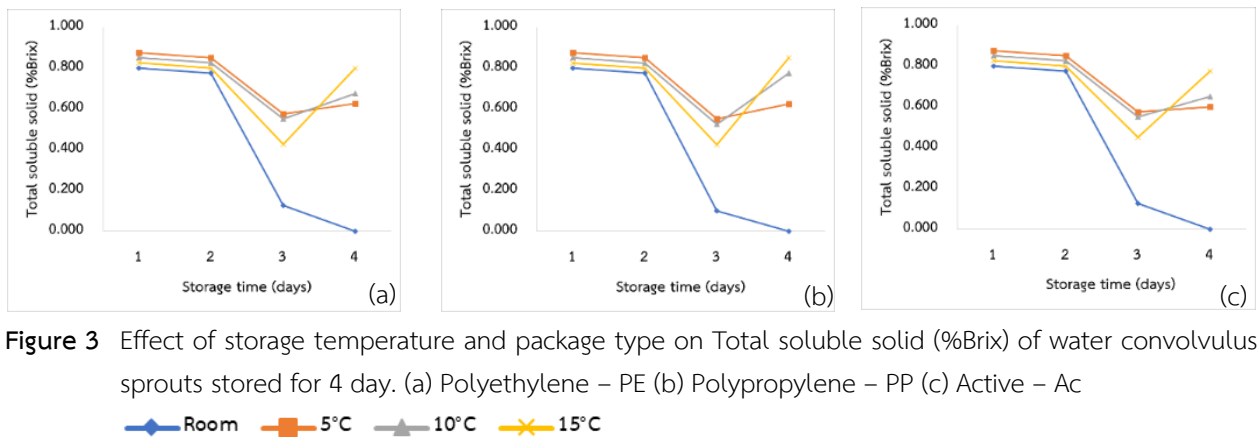 1.000
0.800
0.600
0.400
0.200
0.000
Total soluble solid (%Brix)
1 2 3 4
Storage time (days)
(a)
1.000
0.800
0.600
0.400
0.200
0.000
Total soluble solid (%Brix)
1 2 3 4
Storage time (days)
(b)
1.000
0.800
0.600
0.400
0.200
0.000
Total soluble solid (%Brix)
1 2 3 4
Storage time (days)
(c)
Figure 3 Effect of storage temperature and package type on Total soluble solid (%Brix) of water convolvulus
sprouts stored for 4 day. (a) Polyethylene – PE (b) Polypropylene – PP (c) Active – Ac
Room 5°C 10°C 15°C